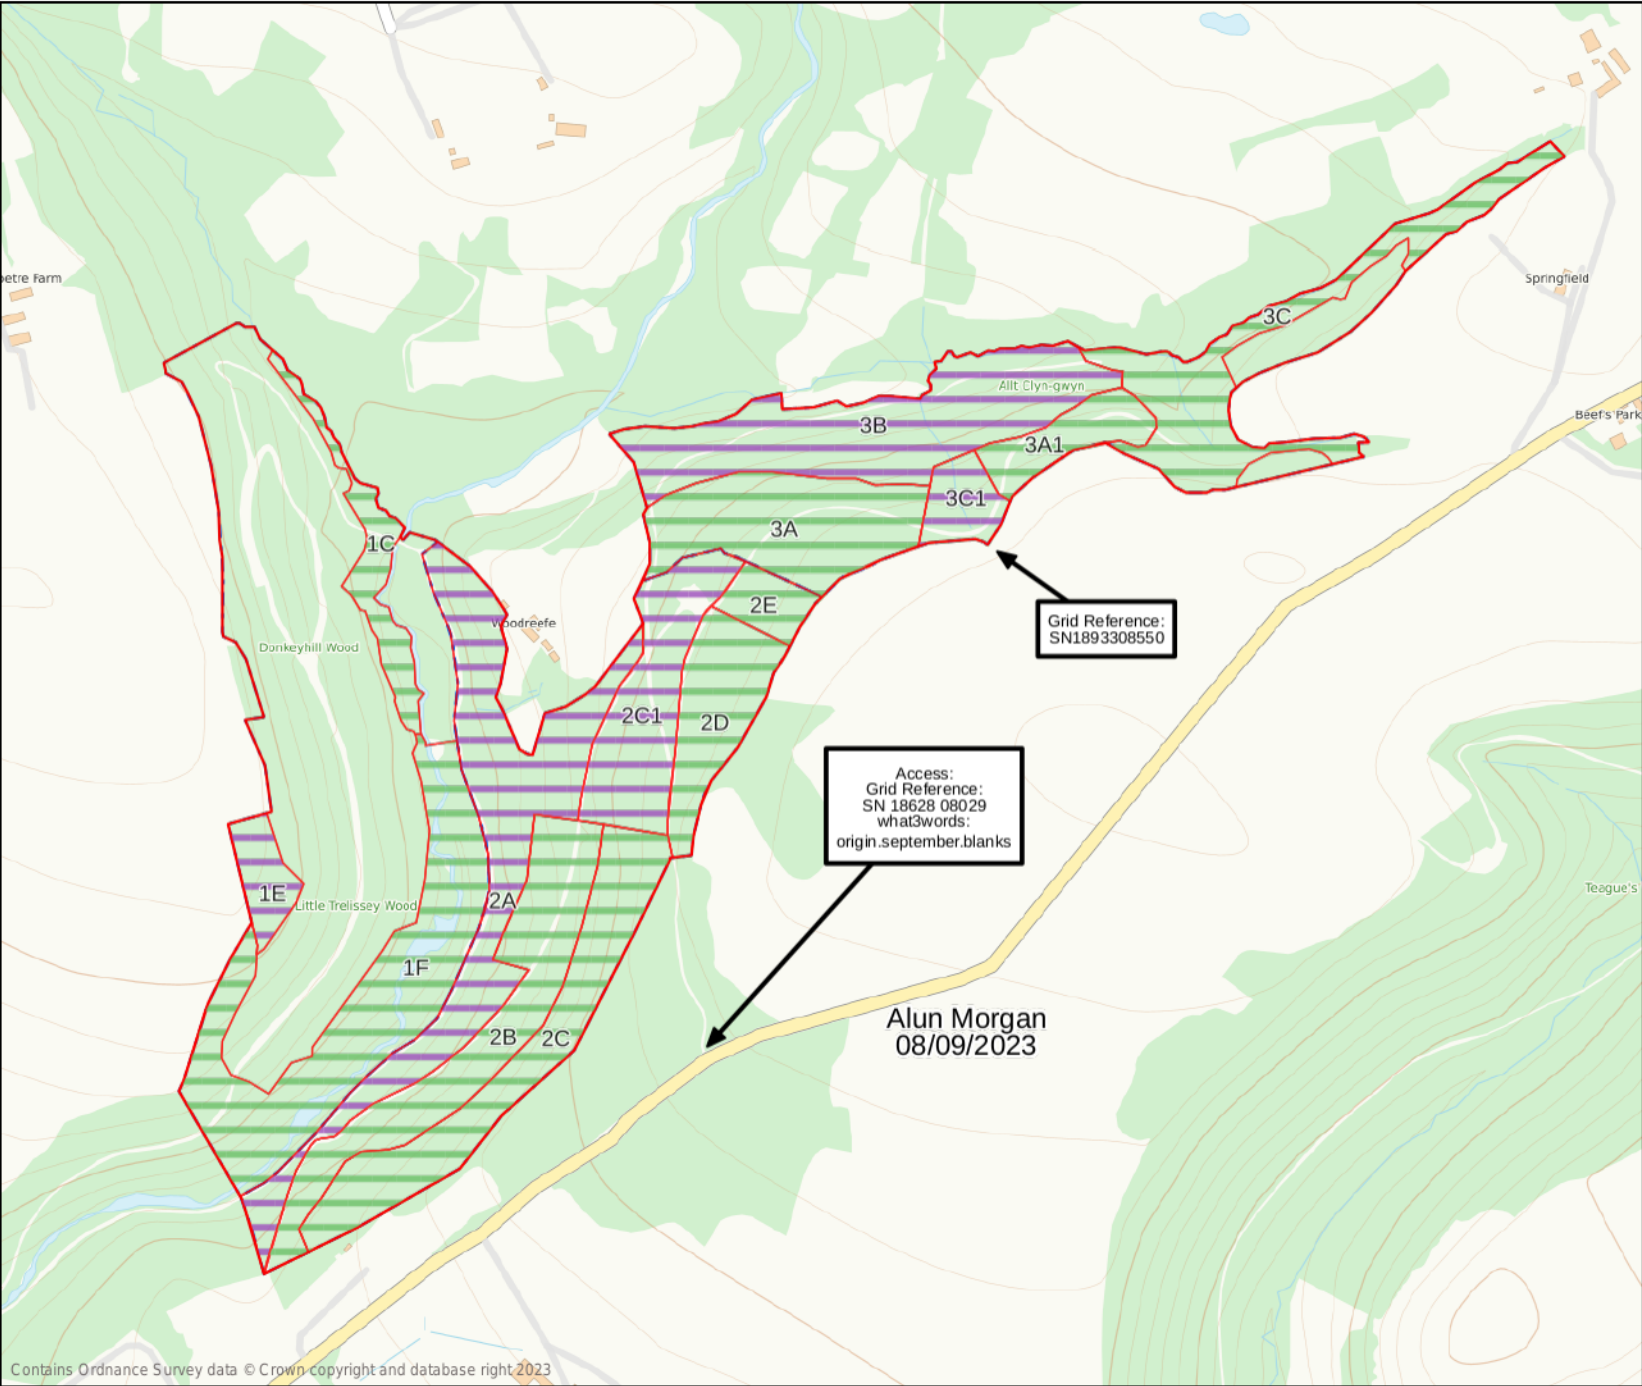 petre Farm
Springfield
3C
Allt Clyn-gwyn
Beef's Park
3B
3A1
3C1
3A
1C
2E
Woodreefe
Grid Reference:
SN1893308550
Donkeyhill Wood
2C1
2D
Access:
Grid Reference:
SN 18628 08029
what3words:
origin.september.blanks
1E
Little Trelissey Wood
2A
Teague's
1F
2B
2C
Alun Morgan
08/09/2023
Contains Ordnance Survey data © Crown copyright and database right 2023